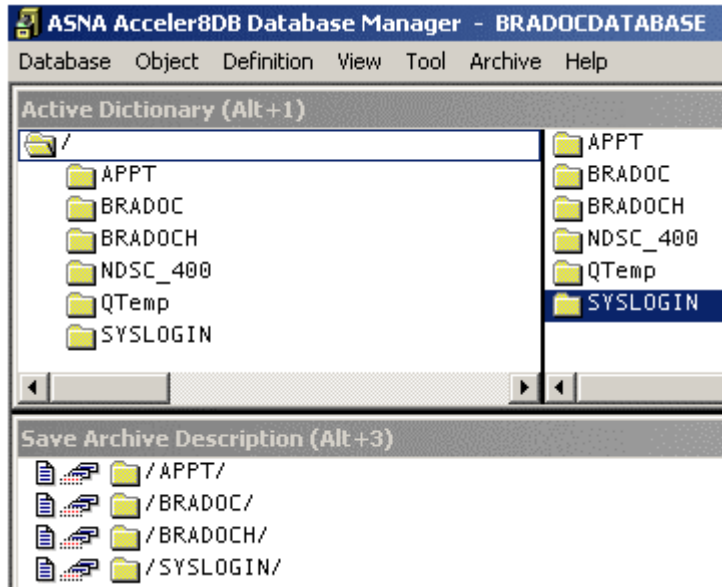 ASNA Acceler8DB Database Manager - BRADOCDATABASE
Database Object Definition View Tool Archive Help
Active Dictionary (Alt+1)
/
APPT
BRADOC
BRADOCH
NDSC_400
QTemp
SYSLOGIN
APPT
BRADOC
BRADOCH
NDSC_400
QTemp
SYSLOGIN
Save Archive Description (Alt+3)
/APPT/
/BRADOC/
/BRADOCH/
/SYSLOGIN/